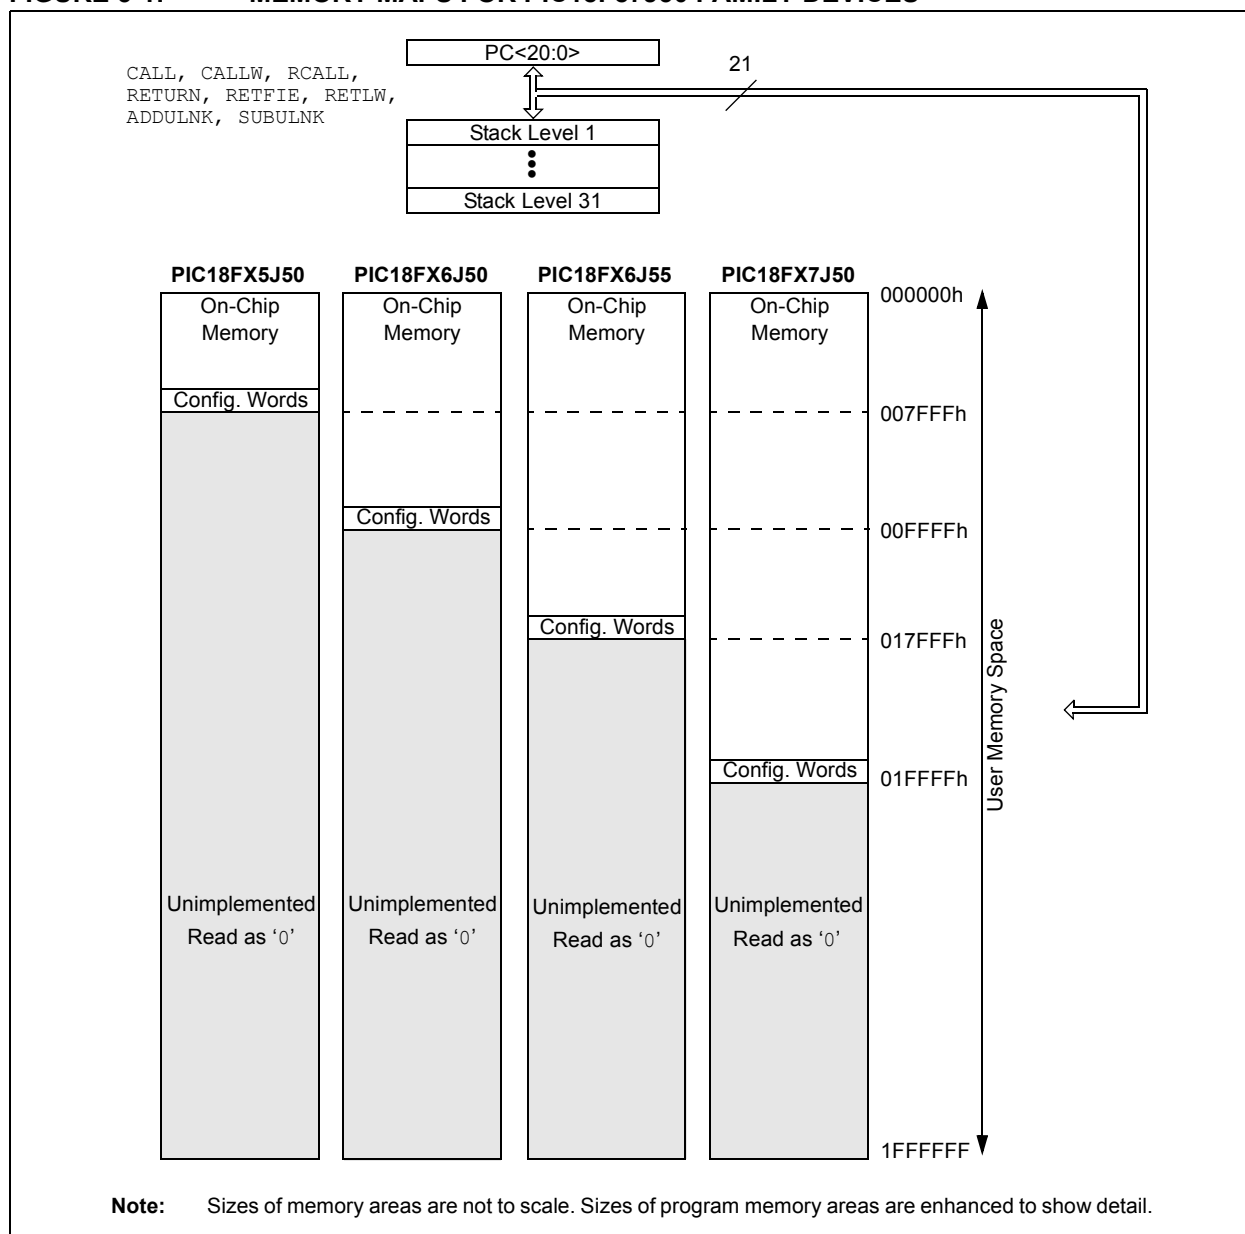 PC<20:0>
21
CALL, CALLW, RCALL,
RETURN, RETFIE, RETLW,
ADDULNK, SUBULNK
Stack Level 1
Stack Level 31
PIC18FX5J50
PIC18FX6J50
PIC18FX6J55
PIC18FX7J50
On-Chip
Memory
On-Chip
Memory
On-Chip
Memory
On-Chip
Memory
000000h
Config. Words
007FFFh
Config. Words
00FFFFh
Config. Words
017FFFh
Config. Words
01FFFFh
User Memory Space
Unimplemented
Read as ‘0’
Unimplemented
Read as ‘0’
Unimplemented
Read as ‘0’
Unimplemented
Read as ‘0’
1FFFFFF
Note: Sizes of memory areas are not to scale. Sizes of program memory areas are enhanced to show detail.